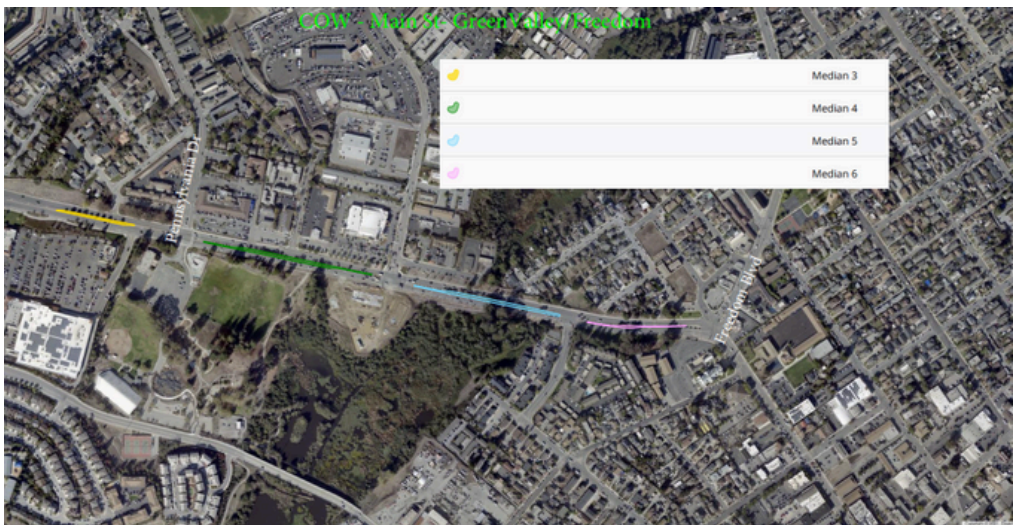 COW - Main St- GreenValley/Freedom
Median 3
Median 4
Median 5
Median 6
Pennsylvania Dr
Freedom Blvd